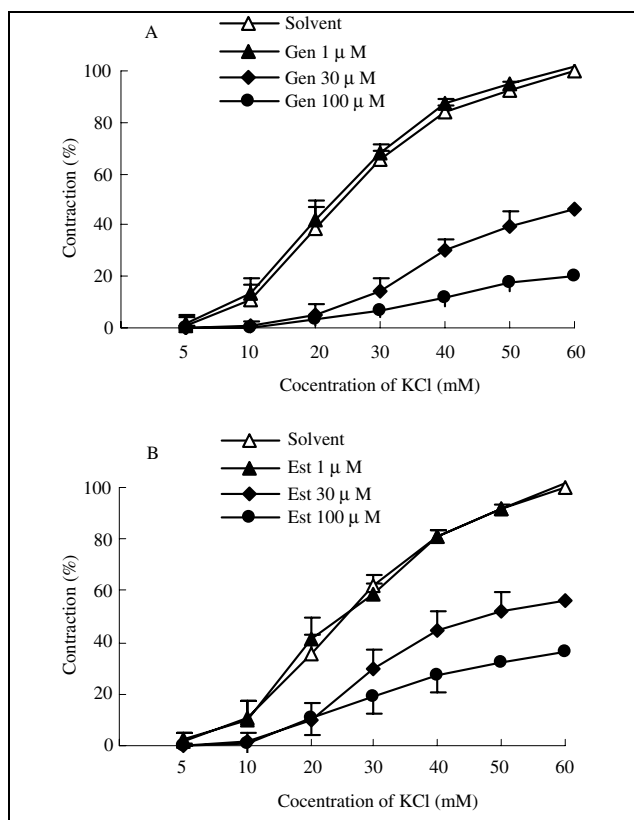 A
Solvent
Gen 1 μ M
Gen 30 μ M
Gen 100 μ M
100
80
60
40
20
0
Contraction (%)
5 10 20 30 40 50 60
Cocentration of KCl (mM)
B
Solvent
Est 1 μ M
Est 30 μ M
Est 100 μ M
100
80
60
40
20
0
Contraction (%)
5 10 20 30 40 50 60
Cocentration of KCl (mM)